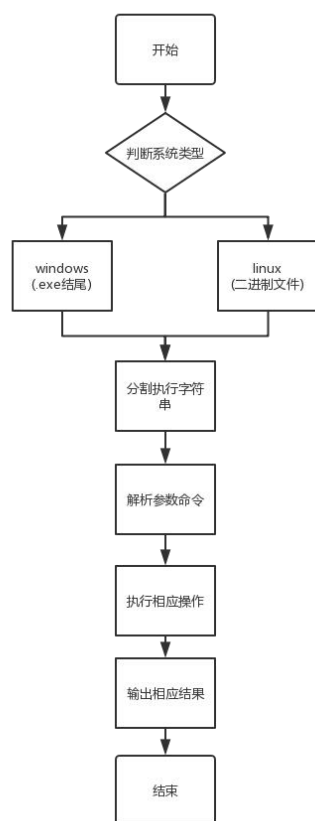 开始
判断系统类型
windows
(.exe结尾)
linux
(二进制文件)
分割执行字符
串
解析参数命令
执行相应操作
输出相应结果
结束